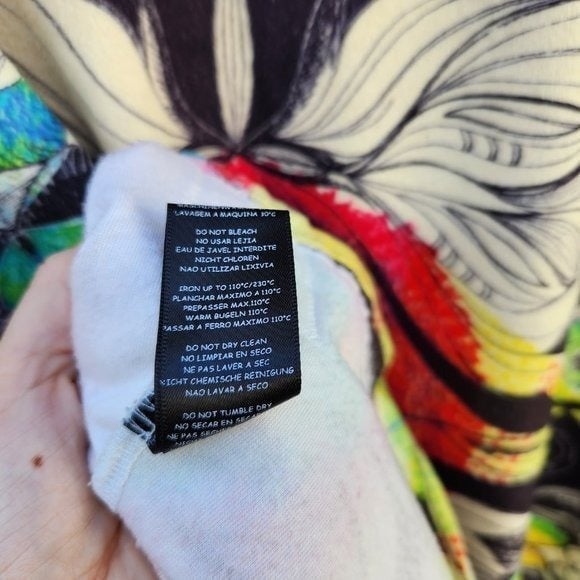 LAVAGEM A MAQUINA 30°C
DO NOT BLEACH
NO USAR LEJIA
EAU DE JAVEL INTERDITE
NICHT CHLOREN
NAO UTILIZAR LIXIVIA
IRON UP TO 110°C/230°C
PLANCHAR MAXIMO A 110°C
PREPASSER MAX.110°C
WARM BUGELN 110°C
PASSAR A FERRO MAXIMO 110°C
DO NOT DRY CLEAN
NO LIMPIAR EN SECO
NE PAS LAVER A SEC
NICHT CHEMISCHE REINIGUNG
NAO LAVAR A SECO
DO NOT TUMBLE DRY
NO SECAR EN
NE PAS